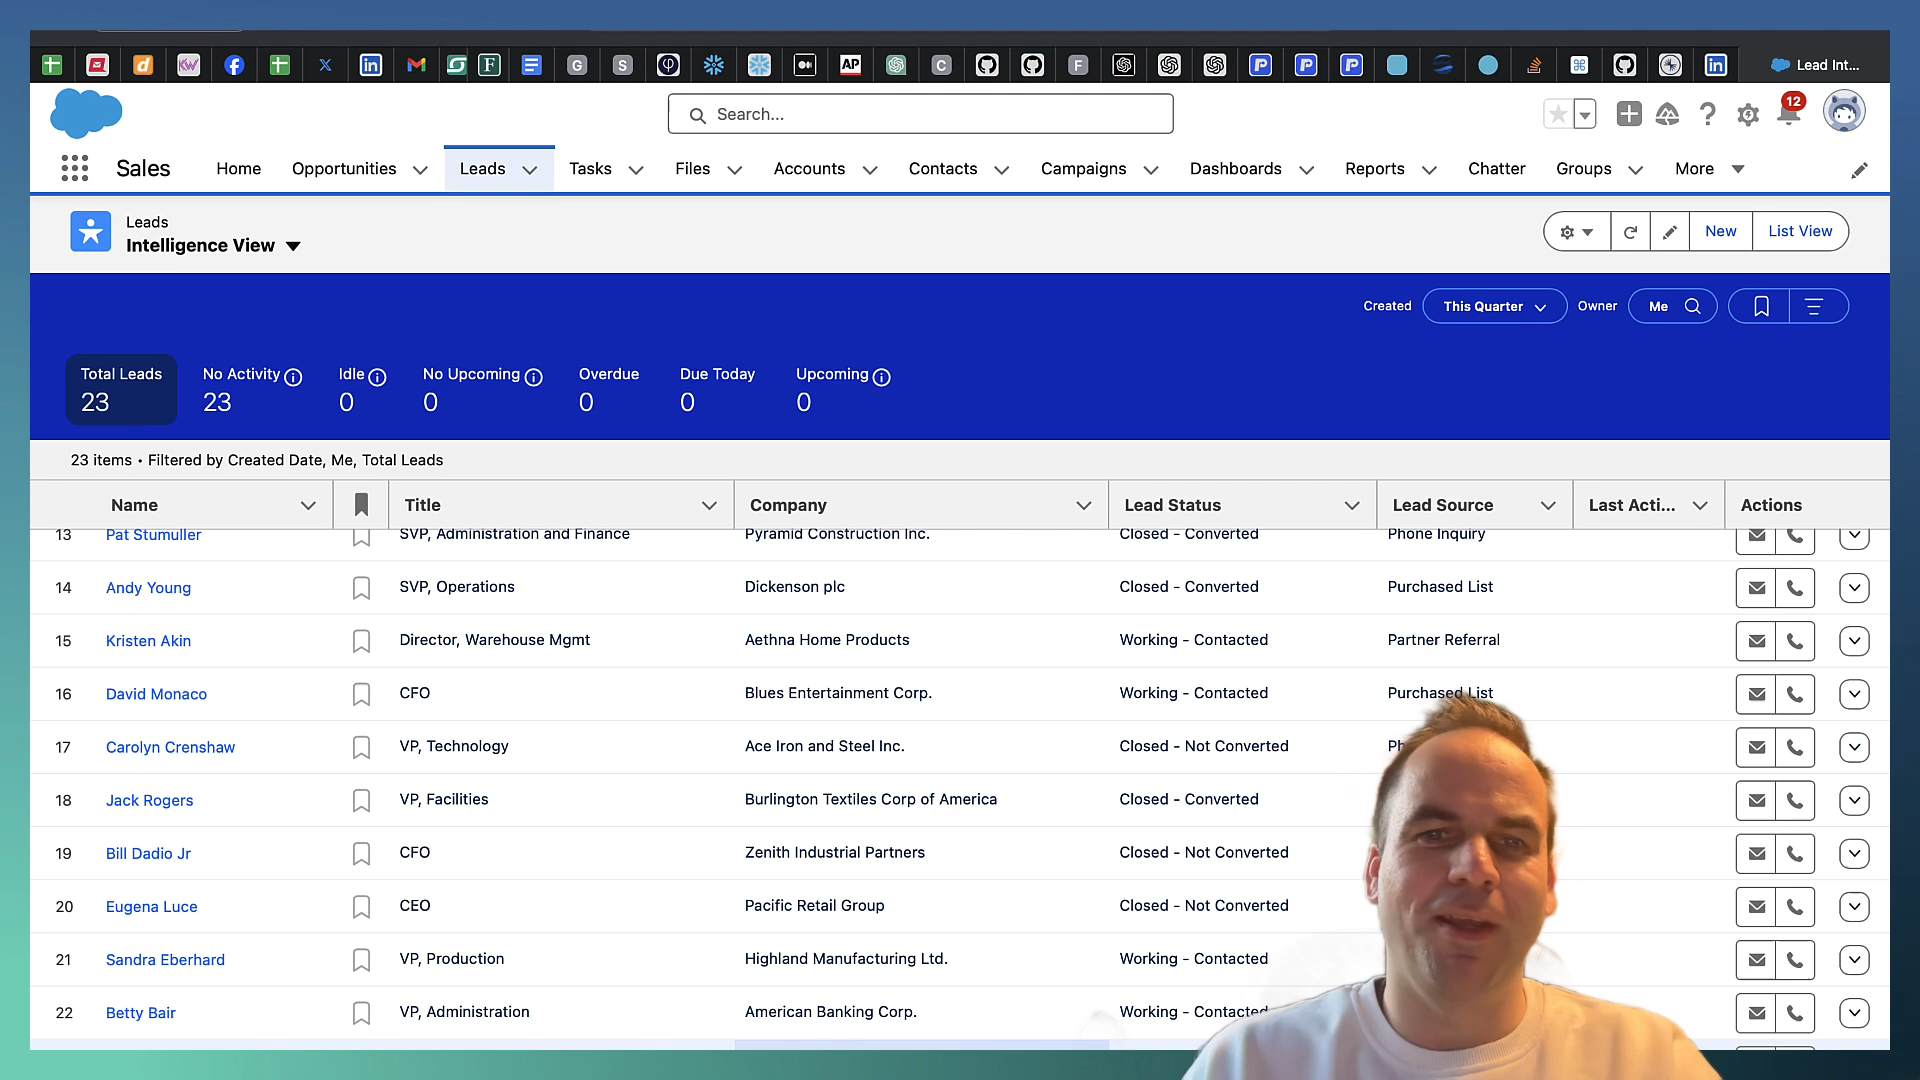 Lead Int...
Search...
12
Sales Home Opportunities Leads Tasks Files Accounts Contacts Campaigns Dashboards Reports Chatter Groups More
Leads
Intelligence View
New List View
Created This Quarter Owner Me
Total Leads No Activity Idle No Upcoming Overdue Due Today Upcoming
23 23 0 0 0 0 0
23 items • Filtered by Created Date, Me, Total Leads
Name Title Company Lead Status Lead Source Last Acti... Actions
13 Pat Stumuller SVP, Administration and Finance Pyramid Construction Inc. Closed - Converted Phone Inquiry
14 Andy Young SVP, Operations Dickenson plc Closed - Converted Purchased List
15 Kristen Akin Director, Warehouse Mgmt Aethna Home Products Working - Contacted Partner Referral
16 David Monaco CFO Blues Entertainment Corp. Working - Contacted Purchased List
17 Carolyn Crenshaw VP, Technology Ace Iron and Steel Inc. Closed - Not Converted
18 Jack Rogers VP, Facilities Burlington Textiles Corp of America Closed - Converted
19 Bill Dadio Jr CFO Zenith Industrial Partners Closed - Not Converted
20 Eugena Luce CEO Pacific Retail Group Closed - Not Converted
21 Sandra Eberhard VP, Production Highland Manufacturing Ltd. Working - Contacted
22 Betty Bair VP, Administration American Banking Corp. Working - Contacted